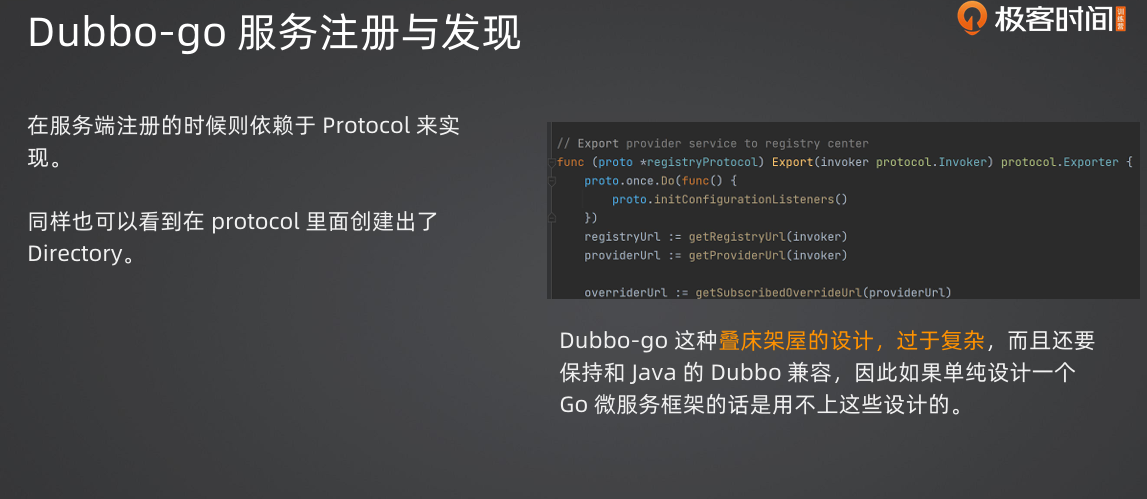 Dubbo-go 服务注册与发现
极客时间
训练营
在服务端注册的时候则依赖于 Protocol 来实
现。
同样也可以看到在 protocol 里面创建出了
Directory。
// Export provider service to registry center
func (proto *registryProtocol) Export(invoker protocol.Invoker) protocol.Exporter {
proto.once.Do(func() {
proto.initConfigurationListeners()
})
registryUrl := getRegistryUrl(invoker)
providerUrl := getProviderUrl(invoker)
overriderUrl := getSubscribedOverrideUrl(providerUrl)
Dubbo-go 这种叠床架屋的设计，过于复杂，而且还要
保持和 Java 的 Dubbo 兼容，因此如果单纯设计一个
Go 微服务框架的话是用不上这些设计的。